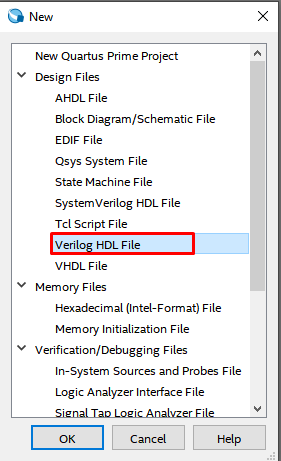 New
New Quartus Prime Project
Design Files
AHDL File
Block Diagram/Schematic File
EDIF File
Qsys System File
State Machine File
SystemVerilog HDL File
Tcl Script File
Verilog HDL File
VHDL File
Memory Files
Hexadecimal (Intel-Format) File
Memory Initialization File
Verification/Debugging Files
In-System Sources and Probes File
Logic Analyzer Interface File
Signal Tap Logic Analyzer File
OK
Cancel
Help